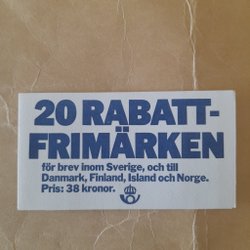 20 RABATT-
FRIMÄRKEN
för brev inom Sverige, och till
Danmark, Finland, Island och Norge.
Pris: 38 kronor.